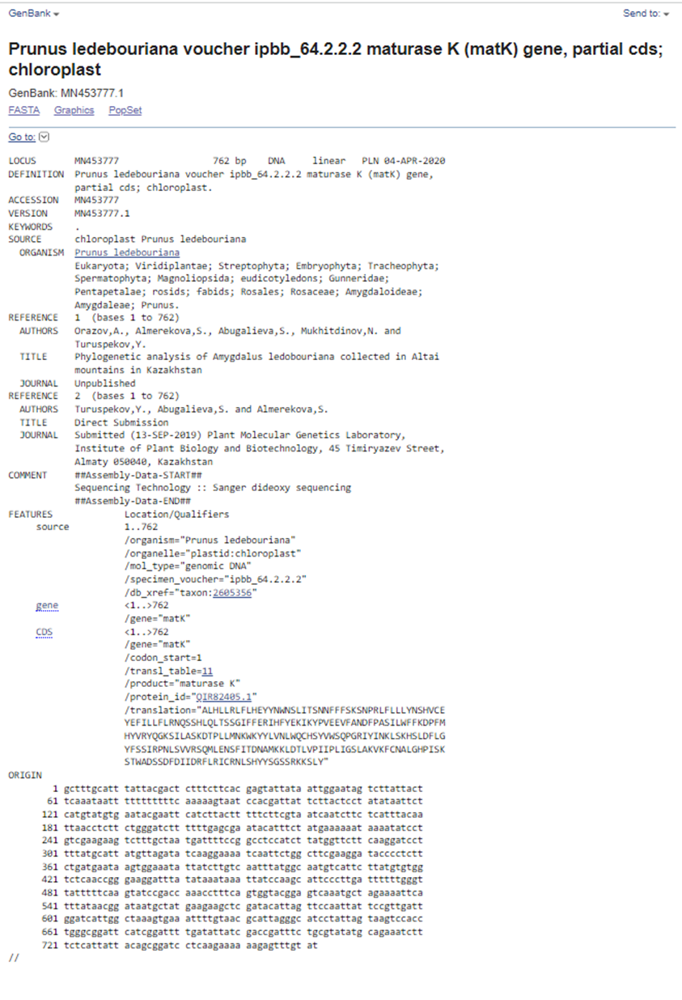 GenBank
Send to:
Prunus ledebouriana voucher ipbb_64.2.2.2 maturase K (matK) gene, partial cds;
chloroplast
GenBank: MN453777.1
FASTA Graphics PopSet
Go to:
LOCUS MN453777 762 bp DNA linear PLN 04-APR-2020
DEFINITION Prunus ledebouriana voucher ipbb_64.2.2.2 maturase K (matK) gene,
partial cds; chloroplast.
ACCESSION MN453777
VERSION MN453777.1
KEYWORDS .
SOURCE chloroplast Prunus ledebouriana
ORGANISM Prunus ledebouriana
Eukaryota; Viridiplantae; Streptophyta; Embryophyta; Tracheophyta;
Spermatophyta; Magnoliopsida; eudicotyledons; Gunneridae;
Pentapetalae; rosids; fabids; Rosales; Rosaceae; Amygdaloideae;
Amygdaleae; Prunus.
REFERENCE 1 (bases 1 to 762)
AUTHORS Orazov,A., Almerekova,S., Abugalieva,S., Mukhitdinov,N. and
Turuspekov,Y.
TITLE Phylogenetic analysis of Amygdalus ledobouriana collected in Altai
mountains in Kazakhstan
JOURNAL Unpublished
REFERENCE 2 (bases 1 to 762)
AUTHORS Turuspekov,Y., Abugalieva,S. and Almerekova,S.
TITLE Direct Submission
JOURNAL Submitted (13-SEP-2019) Plant Molecular Genetics Laboratory,
Institute of Plant Biology and Biotechnology, 45 Timiryazev Street,
Almaty 050040, Kazakhstan
COMMENT ##Assembly-Data-START##
Sequencing Technology :: Sanger dideoxy sequencing
##Assembly-Data-END##
FEATURES Location/Qualifiers
source 1..762
/organism="Prunus ledebouriana"
/organelle="plastid:chloroplast"
/mol_type="genomic DNA"
/specimen_voucher="ipbb_64.2.2.2"
/db_xref="taxon:2605356"
gene <1..>762
/gene="matK"
CDS <1..>762
/gene="matK"
/codon_start=1
/transl_table=11
/product="maturase K"
/protein_id="QIR82405.1"
/translation="ALHLLRLFLHEYYNWNSLITSNNFFFSKSNPRLFLLLYNSHVCE
YEFILLFLRNQSSHLQLTSSGIFFERIHFYEKIKYPVEEVFANDFPASILWFFKDPFM
HYVRYQGKSILASKDTPLLMNKWKYYLVNLWQCHSYVWSQPGRIYINKLSKHSLDFLG
YFSSIRPNLSVVRSQMLENSFITDNAMKKLDTLVPIIPLIGSLAKVKFCNALGHPISK
STWADSSDFDIIDRFLRICRNLSHYYSGSSRKKSLY"
ORIGIN
1 gctttgcatt tattacgact ctttcttcac gagtattata attggaatag tcttattact
61 tcaaataatt tttttttttc aaaaagtaat ccacgattat tcttactcct atataattct
121 catgtatgtg aatacgaatt catcttactt tttcttcgta atcaatcttc tcatttacaa
181 ttaacctctt ctgggatctt ttttgagcga atacatttct atgaaaaaat aaaatatcct
241 gtcgaagaag tctttgctaa tgattttccg gcctccatct tatggttctt caaggatcct
301 tttatgcatt atgttagata tcaaggaaaa tcaattctgg cttcgaagga tacccctctt
361 ctgatgaata agtggaaata ttatcttgtc aatttatggc aatgtcattc ttatgtgtgg
421 tctcaaccgg gaaggattta tataaataaa ttatccaagc attcccttga ttttttgggt
481 tatttttcaa gtatccgacc aaacctttca gtggtacgga gtcaaatgct agaaaattca
541 tttataacgg ataatgctat gaagaagctc gatacattag ttccaattat tccgttgatt
601 ggatcattgg ctaaagtgaa attttgtaac gcattagggc atcctattag taagtccacc
661 tgggcggatt catcggattt tgatattatc gaccgatttc tgcgtatatg cagaaatctt
721 tctcattatt acagcggatc ctcaagaaaa aagagtttgt at
//